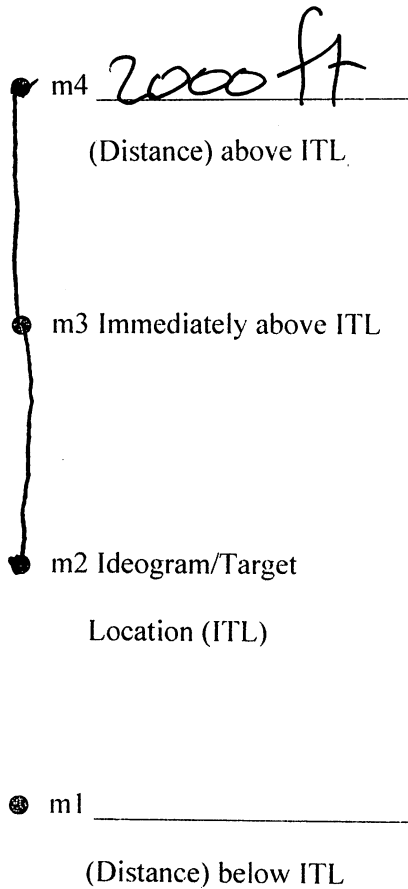 m4 2000 ft
(Distance) above ITL
m3 Immediately above ITL
m2 Ideogram/Target
Location (ITL)
m1
(Distance) below ITL